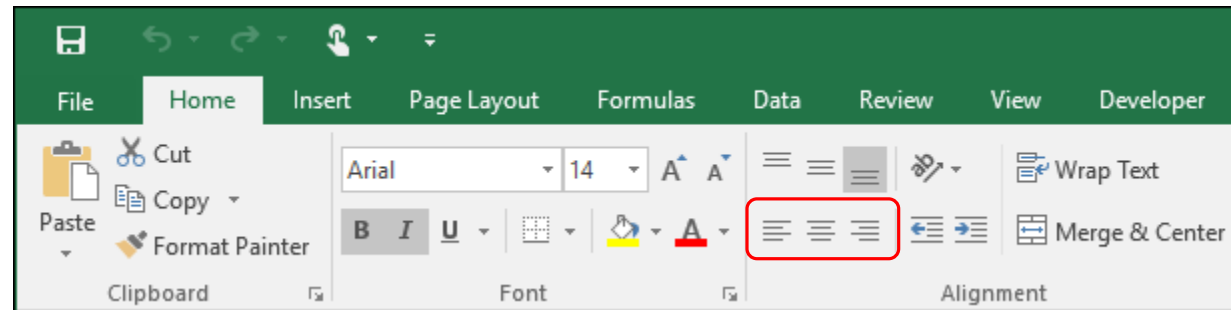 File Home Insert Page Layout Formulas Data Review View Developer
Cut
Arial 14 A A Wrap Text
Copy
Paste
B I U A Merge & Center
Format Painter
Clipboard Font Alignment